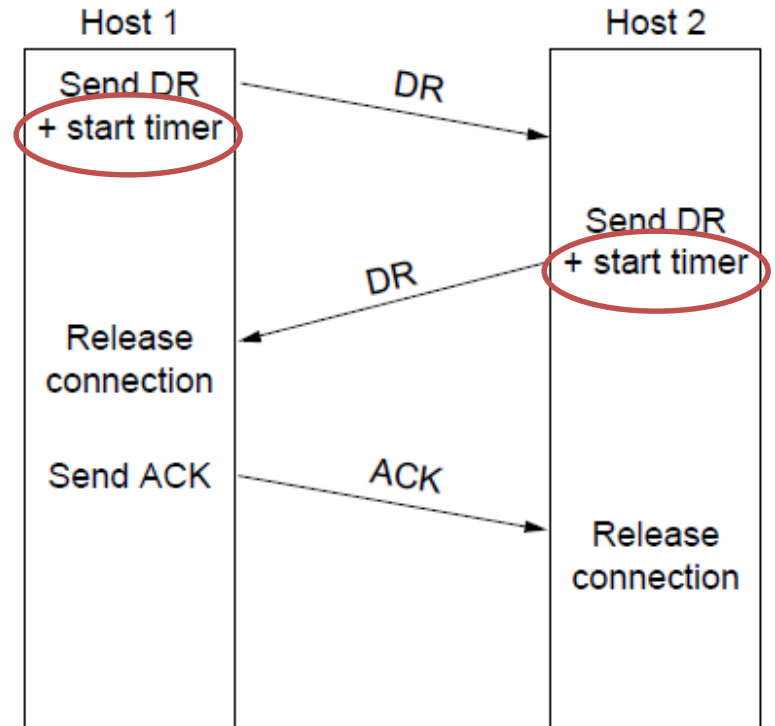 Host 1
Host 2
Send DR
+ start timer
DR
Send DR
+ start timer
DR
Release
connection
Send ACK
ACK
Release
connection